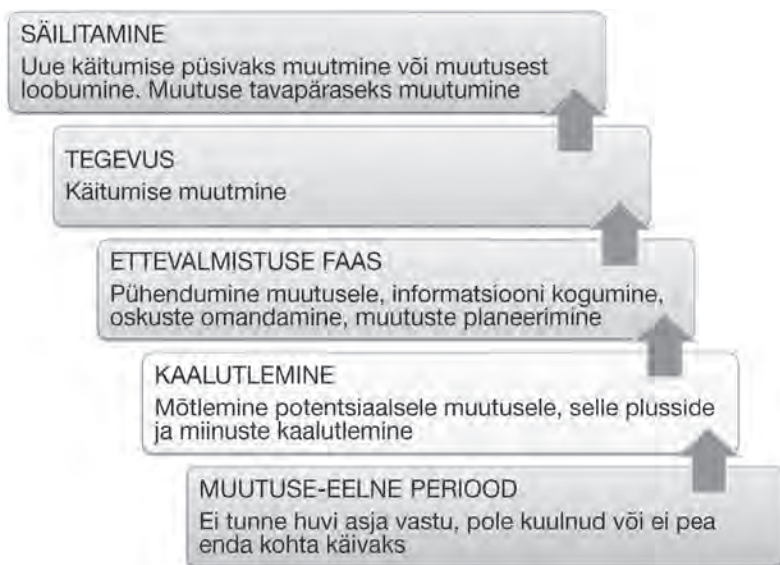 SÄILITAMINE
Uue käitumise püsivaks muutmine või muutusest
loobumine. Muutuse tavapäraseks muutumine
TEGEVUS
Käitumise muutmine
ETTEVALMISTUSE FAAS
Pühendumine muutusele, informatsiooni kogumine,
oskuste omandamine, muutuste planeerimine
KAALUTLEMINE
Mõtlemine potentsiaalsele muutusele, selle plusside
ja miinuste kaalutlemine
MUUTUSE-EELNE PERIOOD
Ei tunne huvi asja vastu, pole kuulnud või ei pea
enda kohta käivaks